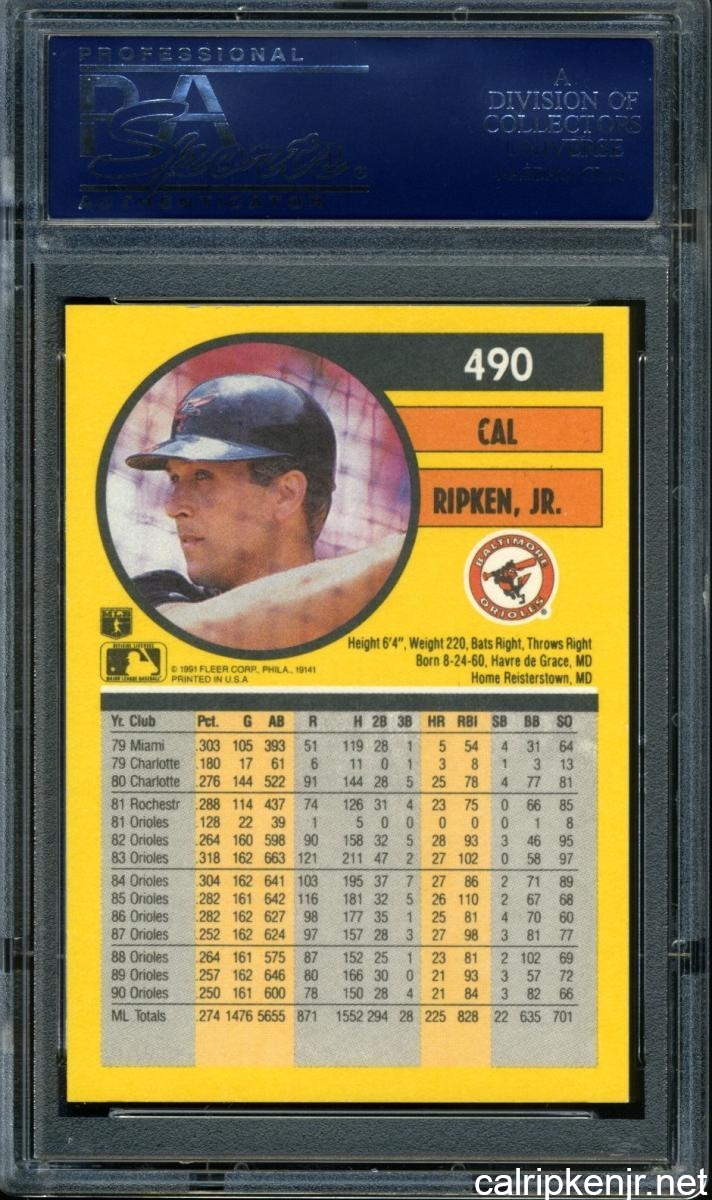 PROFESSIONAL
PSA
Sports®
AUTHENTICATOR
A
DIVISION OF
COLLECTORS
UNIVERSE
490
CAL
RIPKEN, JR.
BALTIMORE
ORIOLES
Height 6'4", Weight 220, Bats Right, Throws Right
Born 8-24-60, Havre de Grace, MD
Home Reisterstown, MD
OFFICIAL LICENSEE
MAJOR LEAGUE BASEBALL
© 1991 FLEER CORP., PHILA., 19141
PRINTED IN U.S.A
Yr. Club Pct. G AB R H 2B 3B HR RBI SB BB SO
79 Miami .303 105 393 51 119 28 1 5 54 4 31 64
79 Charlotte .180 17 61 6 11 0 1 3 8 1 3 13
80 Charlotte .276 144 522 91 144 28 5 25 78 4 77 81
81 Rochestr .288 114 437 74 126 31 4 23 75 0 66 85
81 Orioles .128 22 39 1 5 0 0 0 0 0 1 8
82 Orioles .264 160 598 90 158 32 5 28 93 3 46 95
83 Orioles .318 162 663 121 211 47 2 27 102 0 58 97
84 Orioles .304 162 641 103 195 37 7 27 86 2 71 89
85 Orioles .282 161 642 116 181 32 5 26 110 2 67 68
86 Orioles .282 162 627 98 177 35 1 25 81 4 70 60
87 Orioles .252 162 624 97 157 28 3 27 98 3 81 77
88 Orioles .264 161 575 87 152 25 1 23 81 2 102 69
89 Orioles .257 162 646 80 166 30 0 21 93 3 57 72
90 Orioles .250 161 600 78 150 28 4 21 84 3 82 66
ML Totals .274 1476 5655 871 1552 294 28 225 828 22 635 701
calripkenjr.net